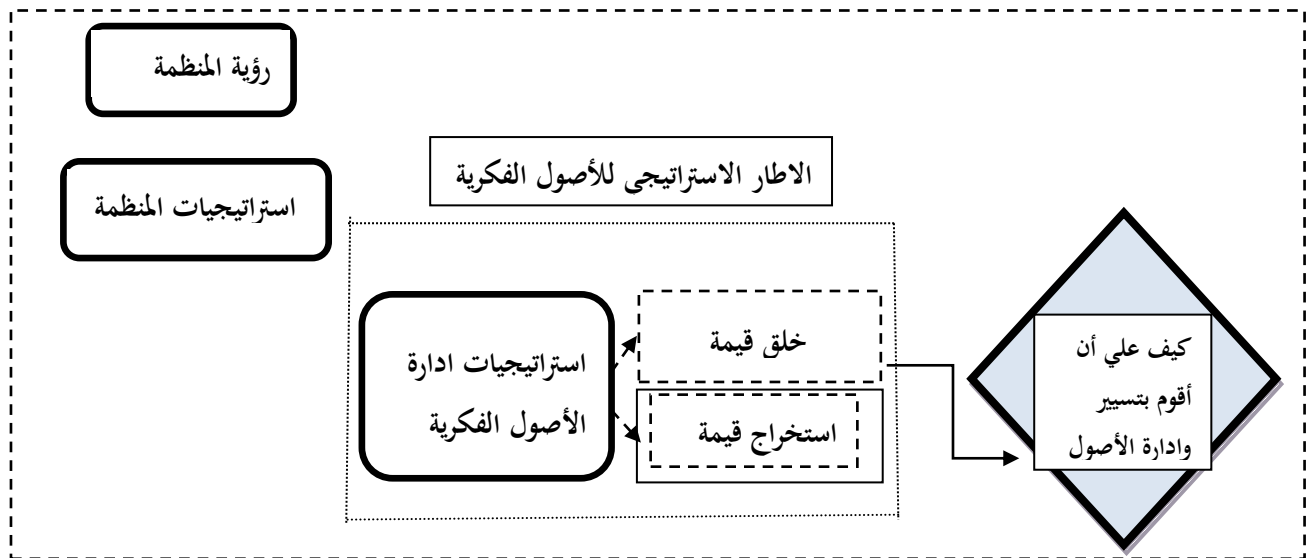 رؤية المنظمة
الاطار الاستراتيجي للأصول الفكرية
استراتيجيات المنظمة
استراتيجيات ادارة
الأصول الفكرية
خلق قيمة
استخراج قيمة
كيف علي أن
أقوم بتسيير
وادارة الأصول